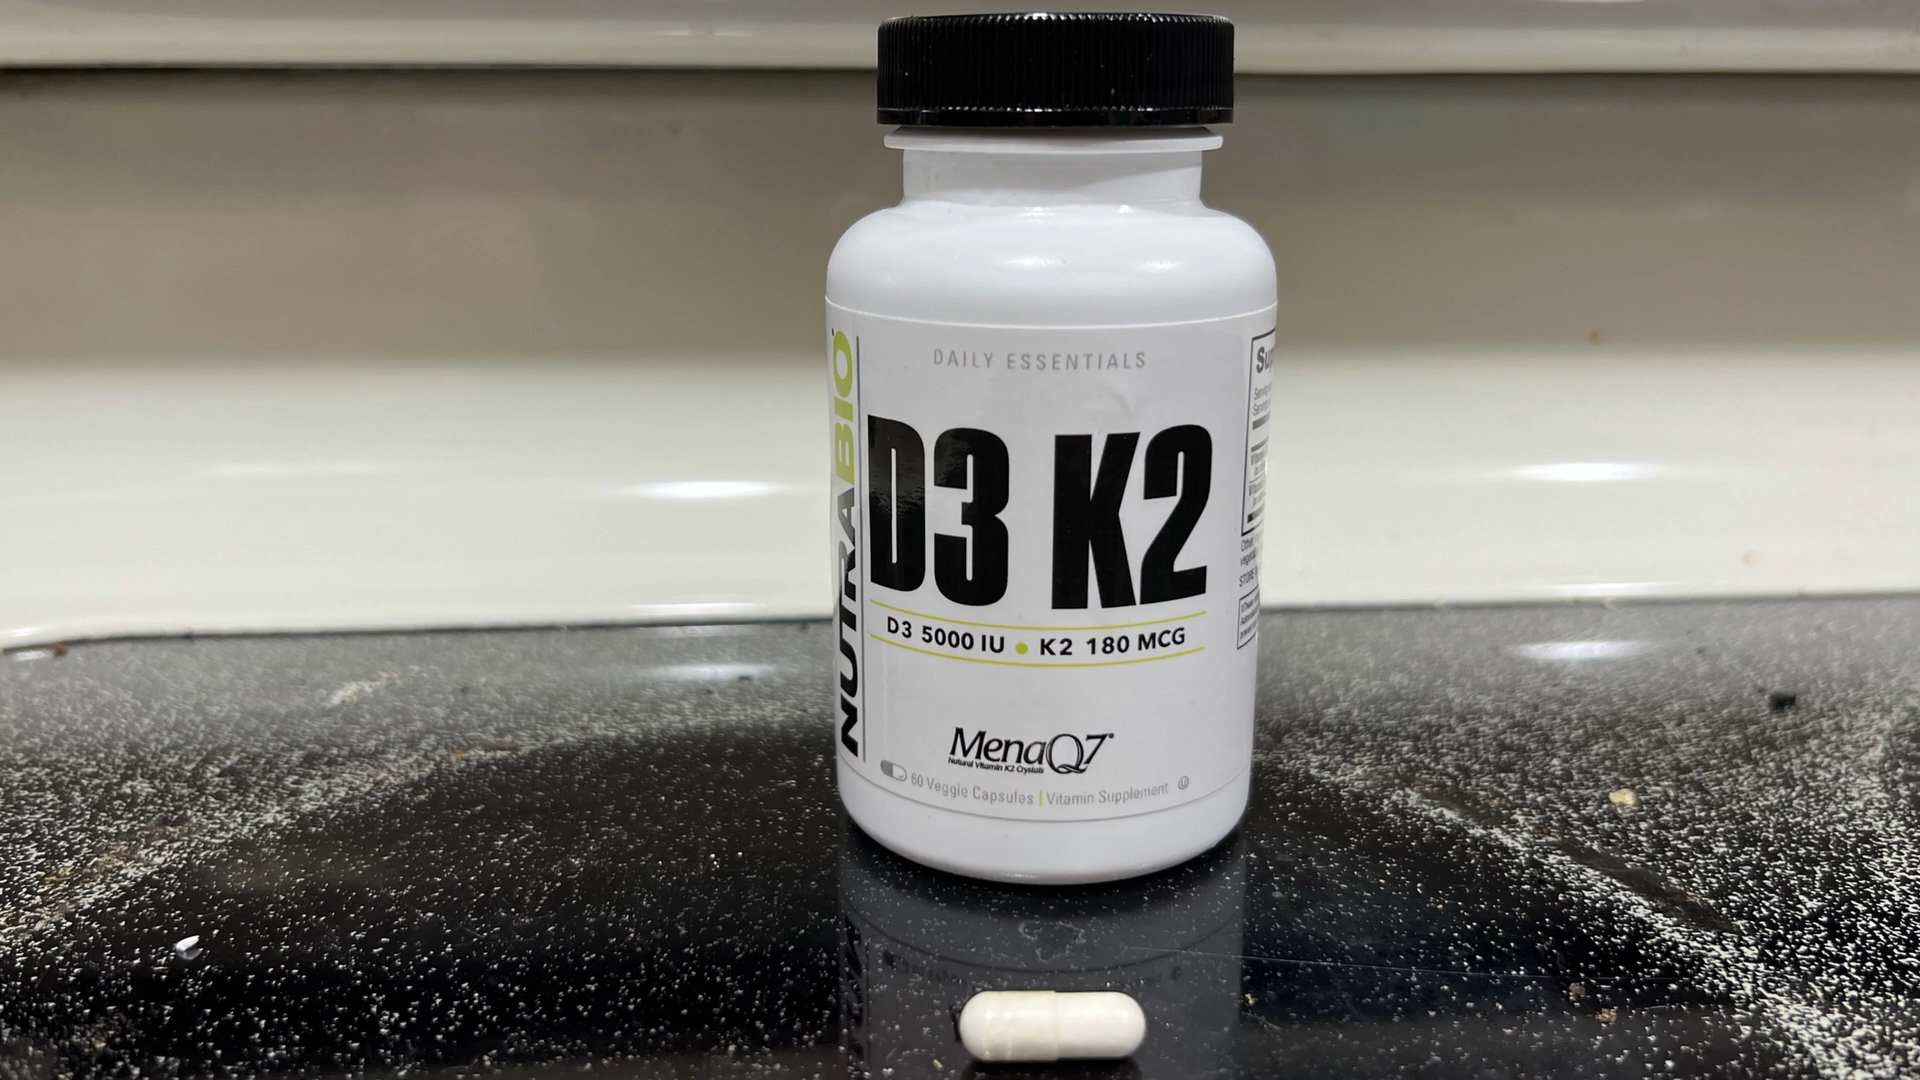 NUTRABIO
DAILY ESSENTIALS
D3 K2
D3 5000 IU • K2 180 MCG
MenaQ7®
Natural Vitamin K2 Crystals
60 Veggie Capsules | Vitamin Supplement